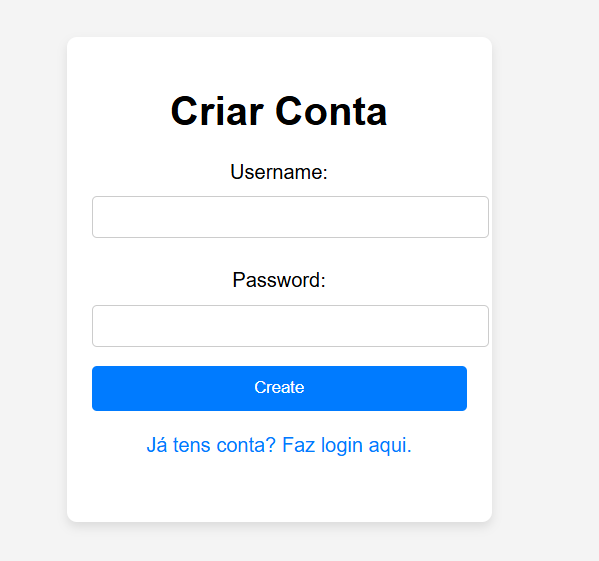 Criar Conta
Username:
Password:
Create
Já tens conta? Faz login aqui.